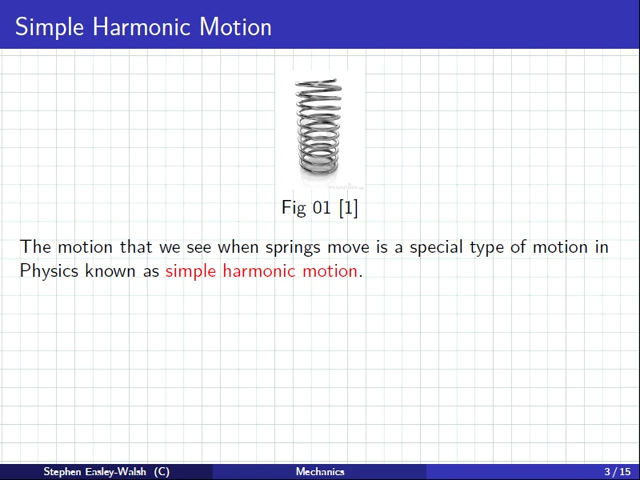 Simple Harmonic Motion
Fig 01 [1]
The motion that we see when springs move is a special type of motion in
Physics known as simple harmonic motion.
Stephen Easley-Walsh (C) Mechanics 3 / 15